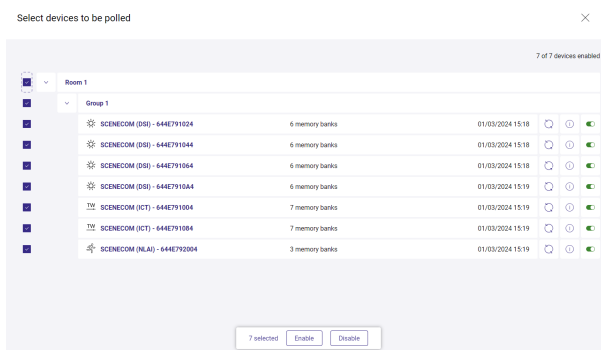 Select devices to be polled
7 of 7 devices enabled
Room 1
Group 1
SCENECOM (DSI) - 644E791024 6 memory banks 01/03/2024 15:18
SCENECOM (DSI) - 644E791044 6 memory banks 01/03/2024 15:18
SCENECOM (DSI) - 644E791064 6 memory banks 01/03/2024 15:18
SCENECOM (DSI) - 644E7910A4 6 memory banks 01/03/2024 15:19
TW SCENECOM (ICT) - 644E791004 7 memory banks 01/03/2024 15:19
TW SCENECOM (ICT) - 644E791084 7 memory banks 01/03/2024 15:19
SCENECOM (NLAI) - 644E792004 3 memory banks 01/03/2024 15:19
7 selected Enable Disable